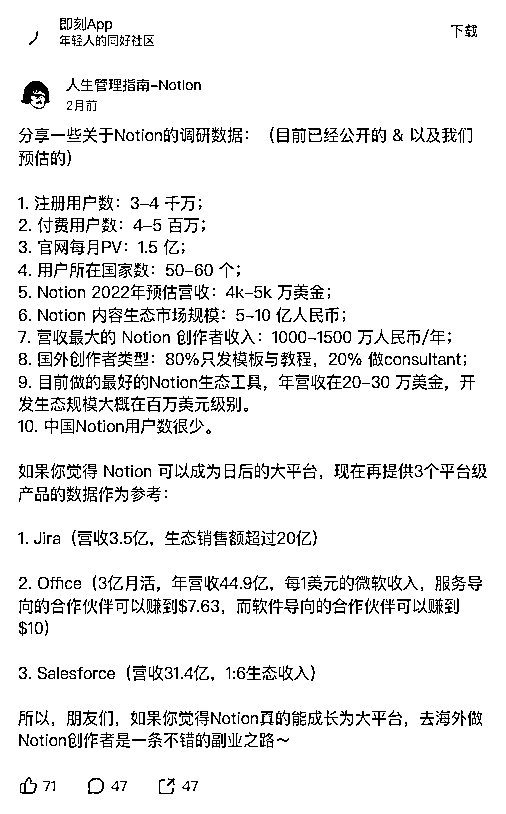 即刻App
年轻人的同好社区
下载
人生管理指南-Notion
2月前
分享一些关于Notion的调研数据：（目前已经公开的 & 以及我们
预估的）
1. 注册用户数：3-4 千万；
2. 付费用户数：4-5 百万；
3. 官网每月PV：1.5 亿；
4. 用户所在国家数：50-60 个；
5. Notion 2022年预估营收：4k-5k 万美金；
6. Notion 内容生态市场规模：5-10 亿人民币；
7. 营收最大的 Notion 创作者收入：1000-1500 万人民币/年；
8. 国外创作者类型：80%只发模板与教程，20% 做consultant；
9. 目前做的最好的Notion生态工具，年营收在20-30 万美金，开
发生态规模大概在百万美元级别。
10. 中国Notion用户数很少。
如果你觉得 Notion 可以成为日后的大平台，现在再提供3个平台级
产品的数据作为参考：
1. Jira（营收3.5亿，生态销售额超过20亿）
2. Office（3亿月活，年营收44.9亿，每1美元的微软收入，服务导
向的合作伙伴可以赚到$7.63，而软件导向的合作伙伴可以赚到
$10）
3. Salesforce（营收31.4亿，1:6生态收入）
所以，朋友们，如果你觉得Notion真的能成长为大平台，去海外做
Notion创作者是一条不错的副业之路～
71 47 47